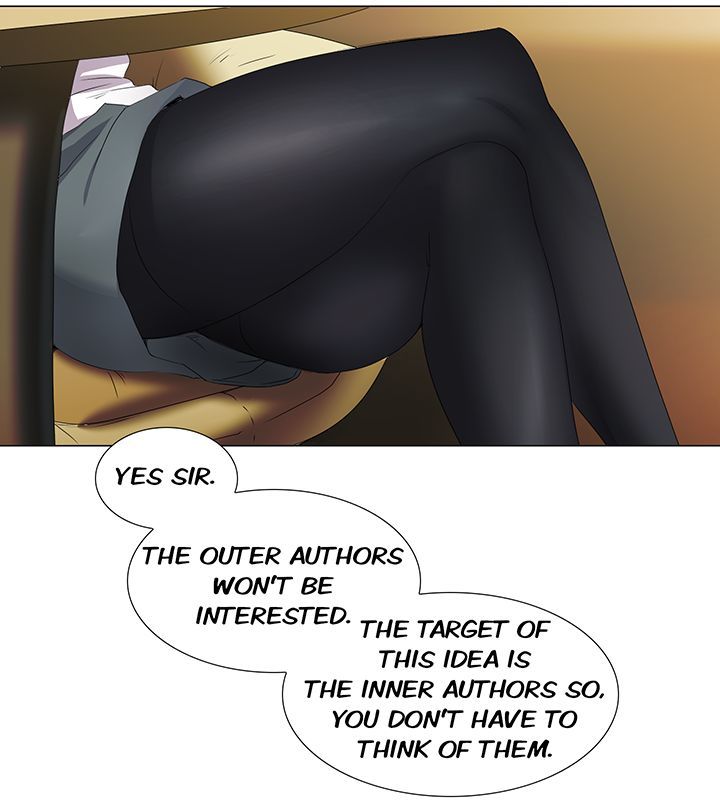 YES SIR.
THE OUTER AUTHORS
WON'T BE
INTERESTED.
THE TARGET OF
THIS IDEA IS
THE INNER AUTHORS SO,
YOU DON'T HAVE TO
THINK OF THEM.